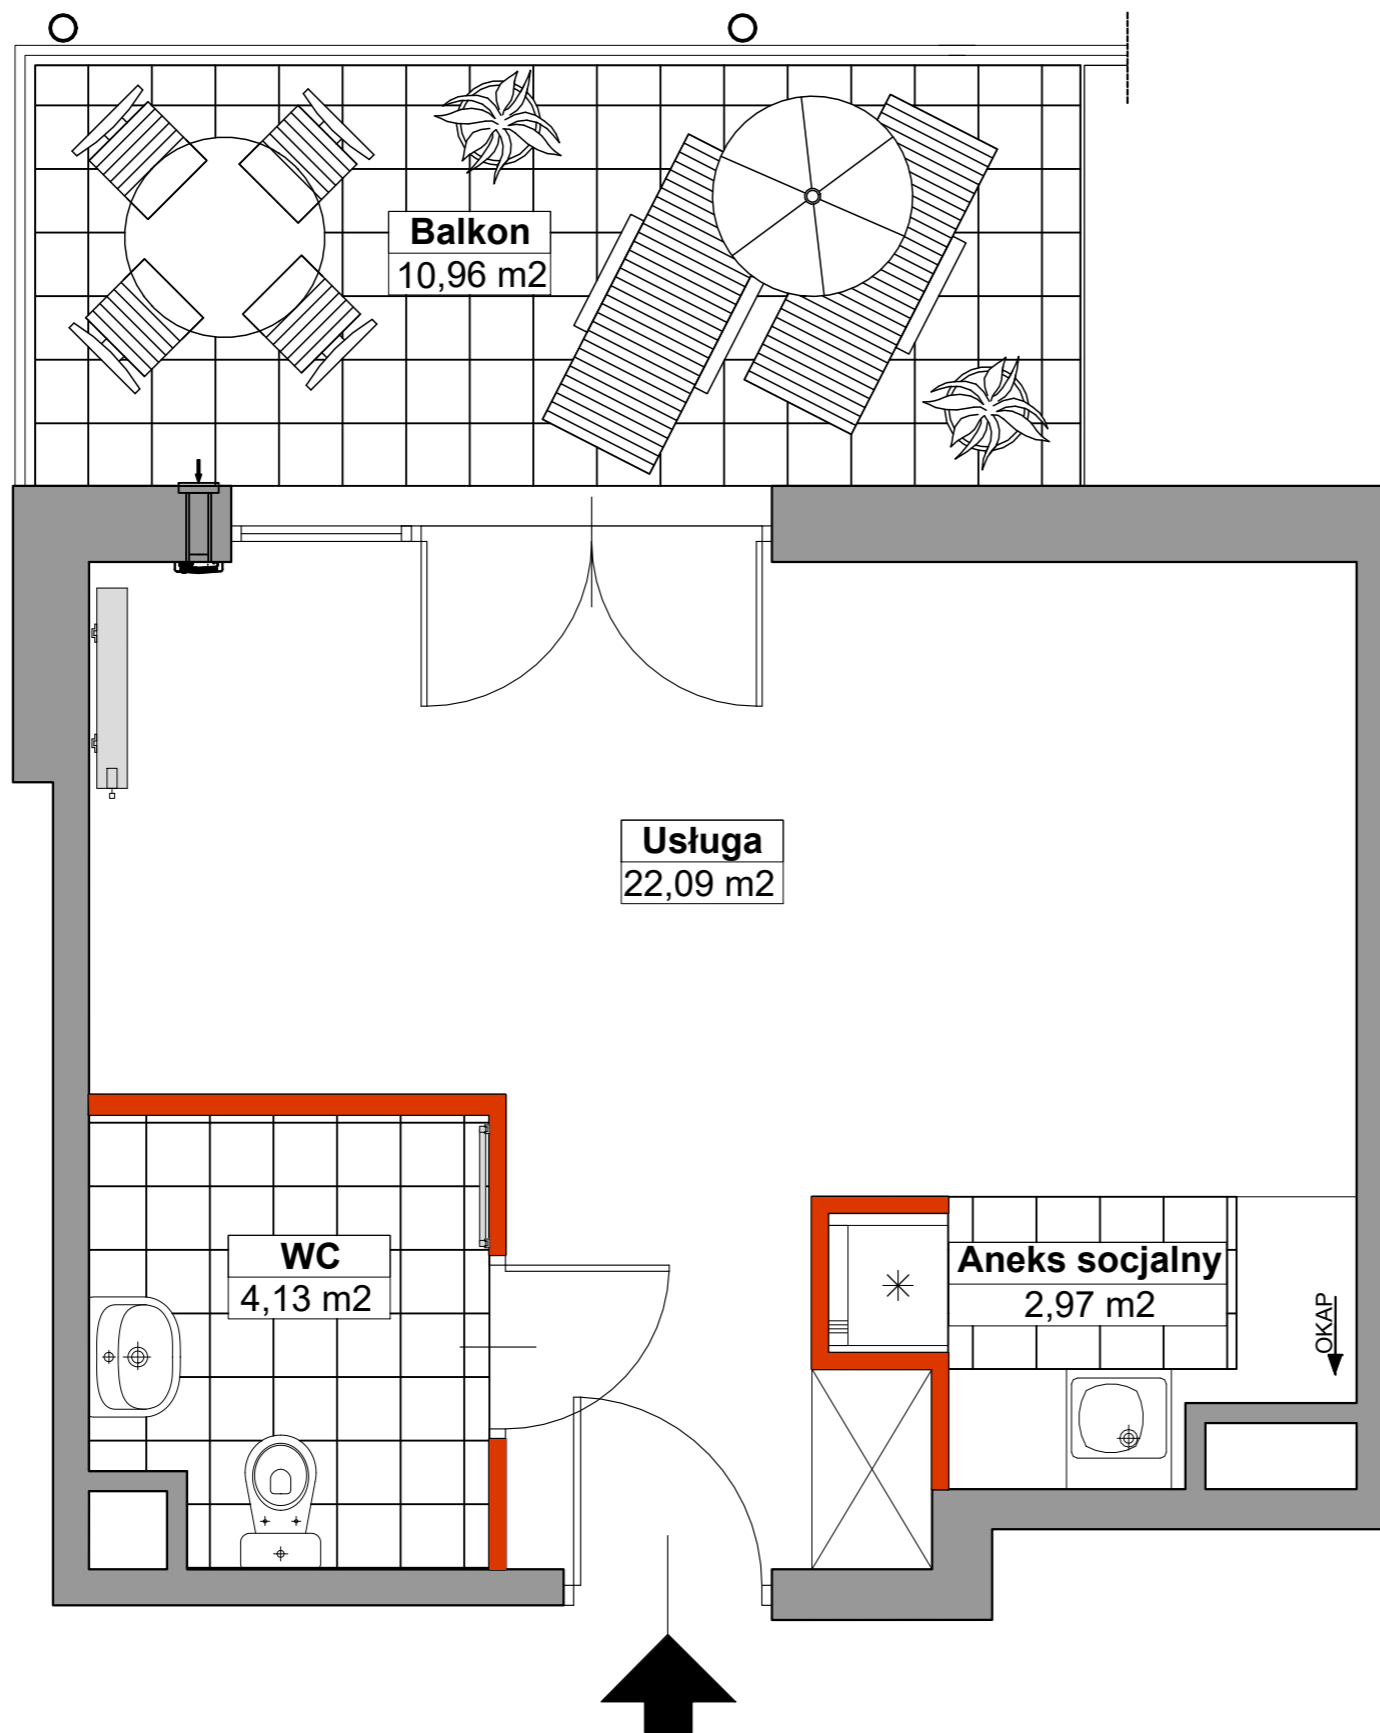 Balkon
10,96 m2
Usługa
22,09 m2
WC
4,13 m2
Aneks socjalny
2,97 m2
OKAP